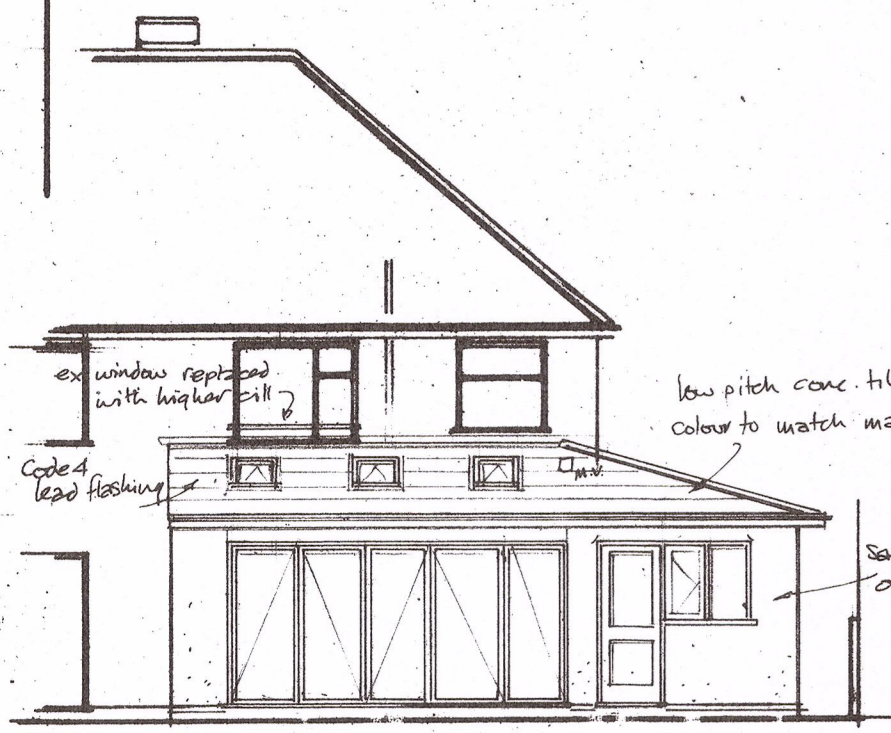 ex window replaced
with higher cill
low pitch conc. til
colour to match ma
Code 4
lead flashing
M.V.